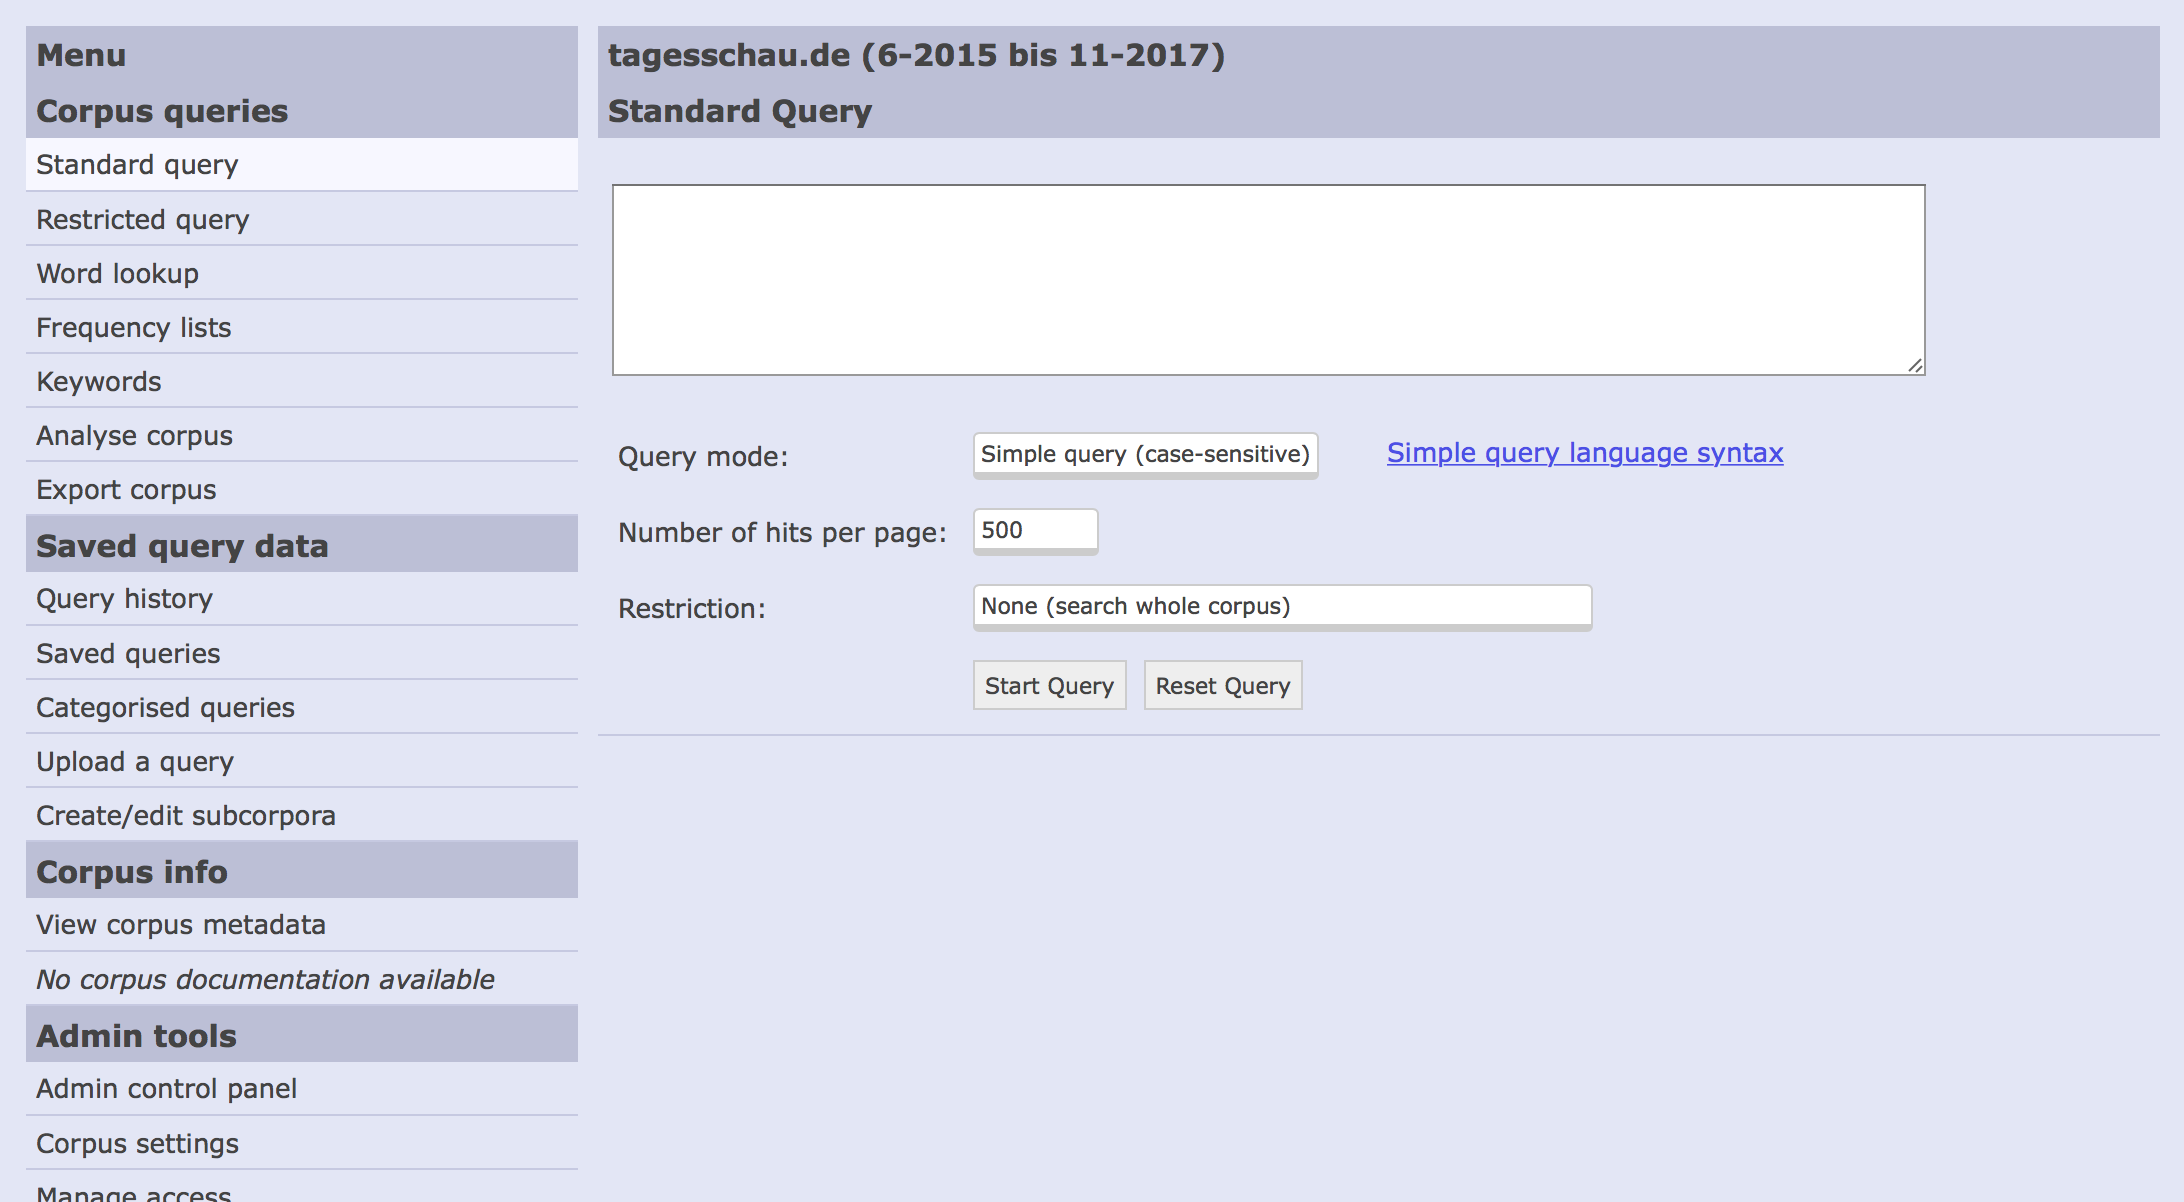 Menu
Corpus queries
Standard query
Restricted query
Word lookup
Frequency lists
Keywords
Analyse corpus
Export corpus
Saved query data
Query history
Saved queries
Categorised queries
Upload a query
Create/edit subcorpora
Corpus info
View corpus metadata
No corpus documentation available
Admin tools
Admin control panel
Corpus settings
Manage access
tagesschau.de (6-2015 bis 11-2017)
Standard Query
Query mode: Simple query (case-sensitive) Simple query language syntax
Number of hits per page: 500
Restriction: None (search whole corpus)
Start Query Reset Query